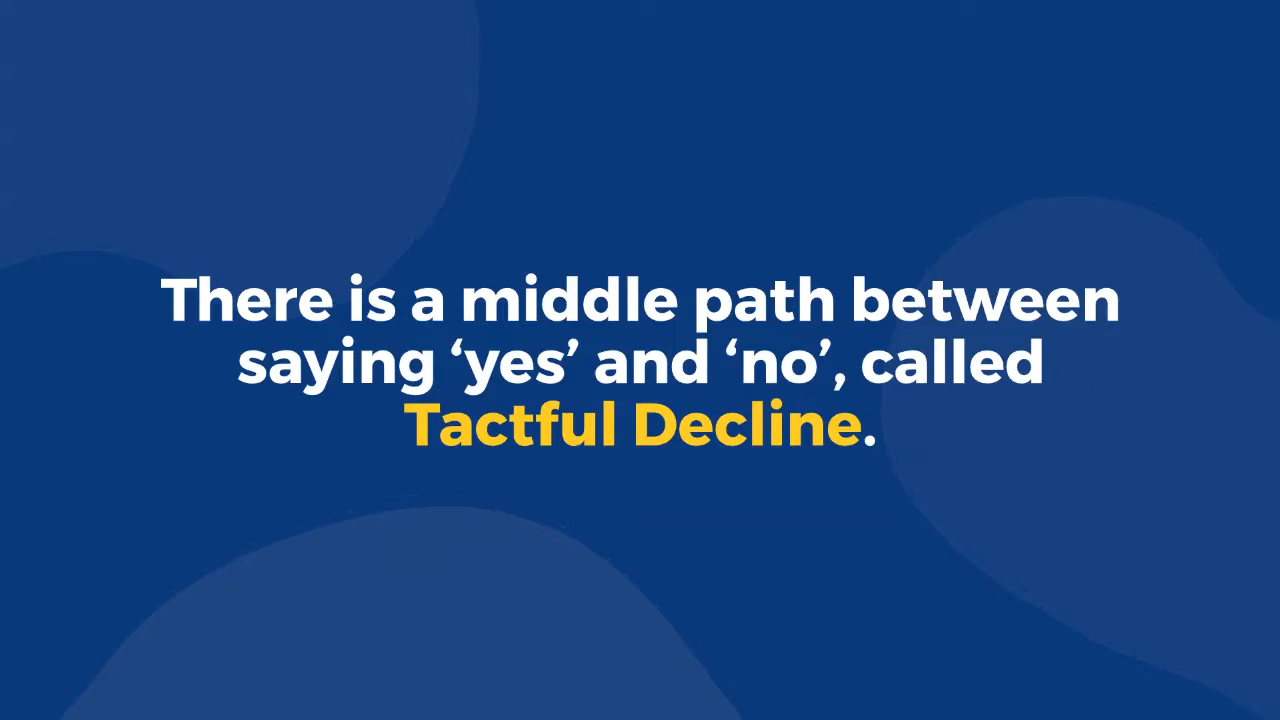 There is a middle path between
saying ‘yes’ and ‘no’, called
Tactful Decline.